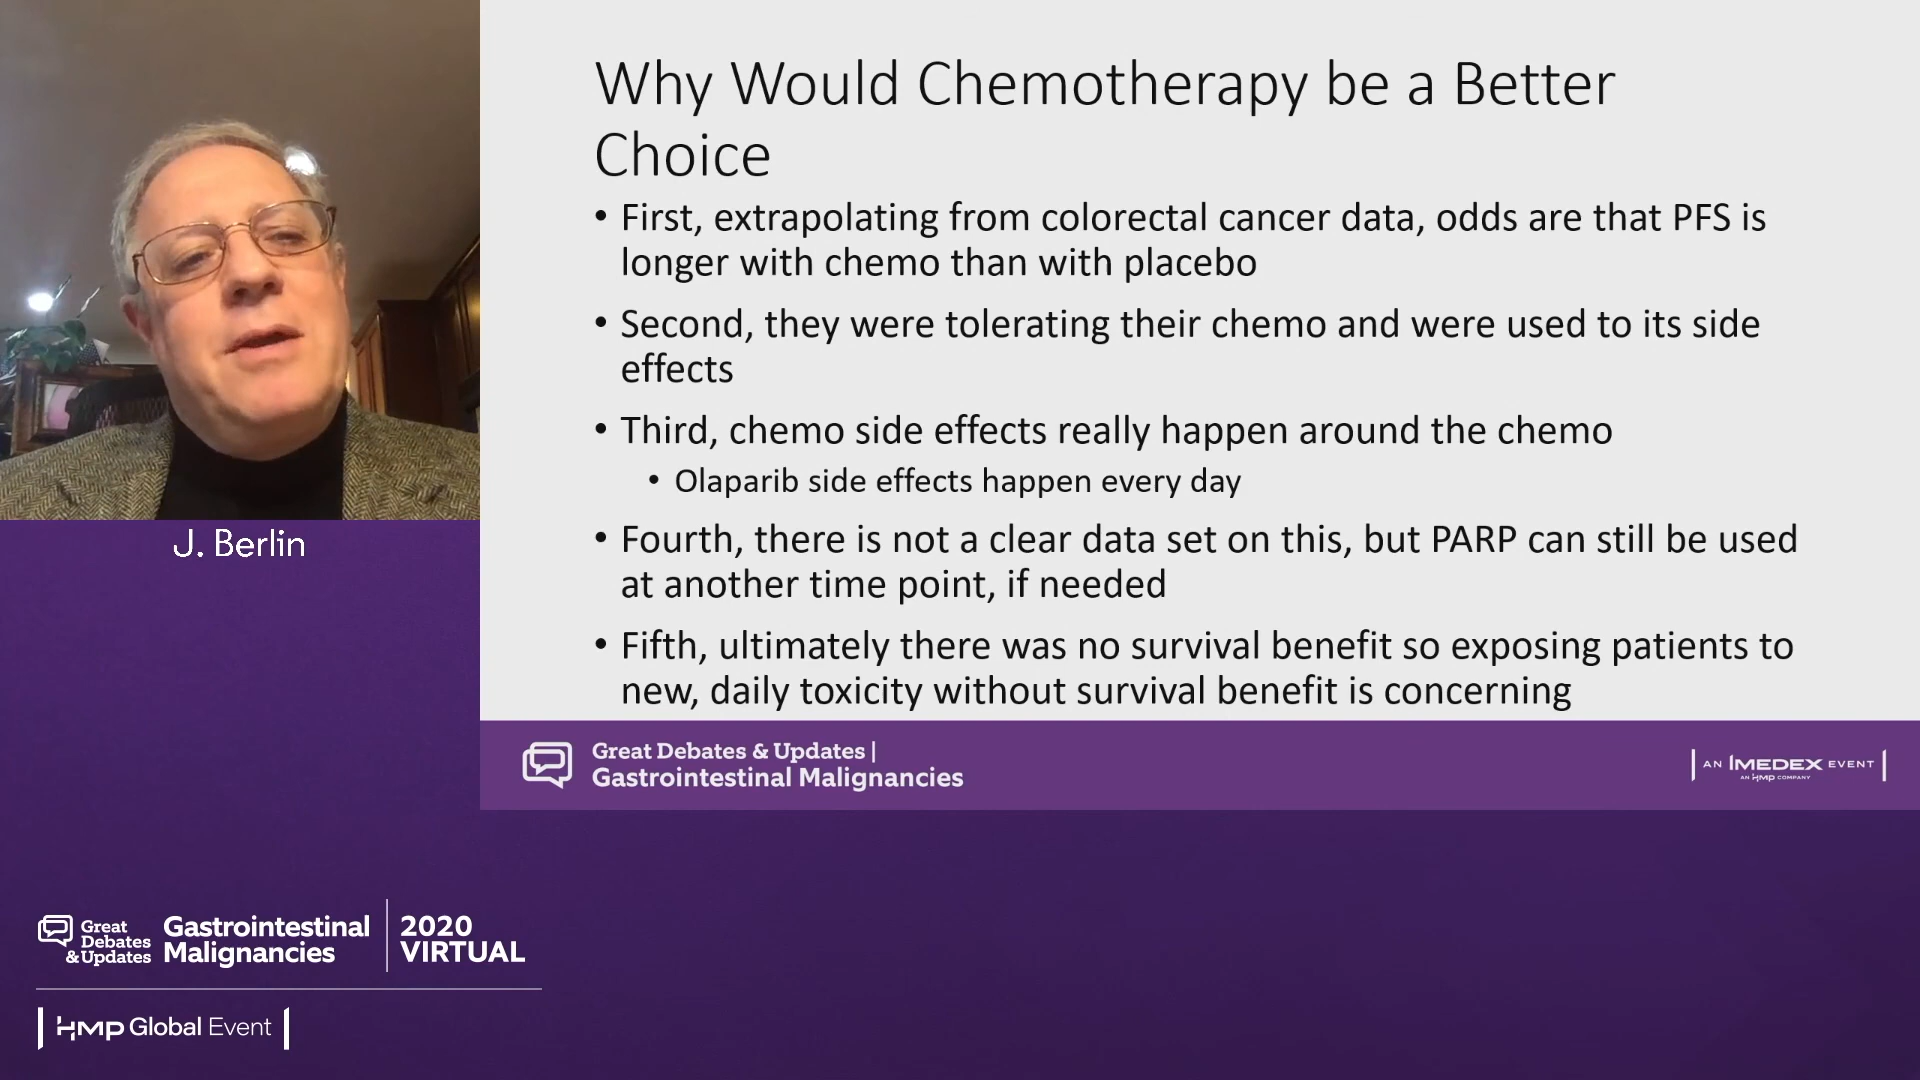 Why Would Chemotherapy be a Better
Choice
• First, extrapolating from colorectal cancer data, odds are that PFS is
longer with chemo than with placebo
• Second, they were tolerating their chemo and were used to its side
effects
• Third, chemo side effects really happen around the chemo
• Olaparib side effects happen every day
• Fourth, there is not a clear data set on this, but PARP can still be used
at another time point, if needed
• Fifth, ultimately there was no survival benefit so exposing patients to
new, daily toxicity without survival benefit is concerning
J. Berlin
Great Debates & Updates |
Gastrointestinal Malignancies
AN IMEDEX EVENT
AN HMP COMPANY
Great
Debates
& Updates
Gastrointestinal
Malignancies
2020
VIRTUAL
HMP Global Event